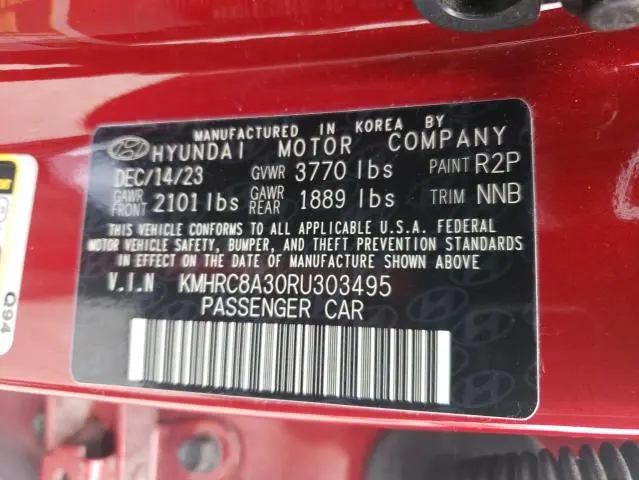 MANUFACTURED IN KOREA BY
HYUNDAI MOTOR COMPANY
DEC/14/23 GVWR 3770 lbs PAINT R2P
GAWR FRONT 2101 lbs GAWR REAR 1889 lbs TRIM NNB
THIS VEHICLE CONFORMS TO ALL APPLICABLE U.S.A. FEDERAL
MOTOR VEHICLE SAFETY, BUMPER, AND THEFT PREVENTION STANDARDS
IN EFFECT ON THE DATE OF MANUFACTURE SHOWN ABOVE
V.I.N KMHRC8A30RU303495
PASSENGER CAR
Q94